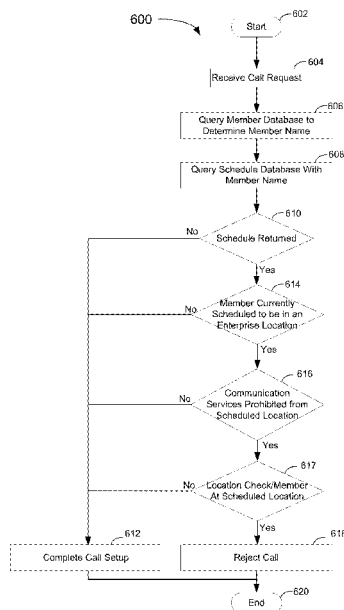 600
602
Start
604
Receive Call Request
606
Query Member Database to
Determine Member Name
608
Query Schedule Database With
Member Name
610
No
Schedule Returned
Yes
614
Member Currently
No
Scheduled to be in an
Enterprise Location
Yes
616
Communication
No
Services Prohibited from
Scheduled Location
Yes
617
No
Location Check/Member
At Scheduled Location
Yes
612
618
Complete Call Setup
Reject Call
620
End